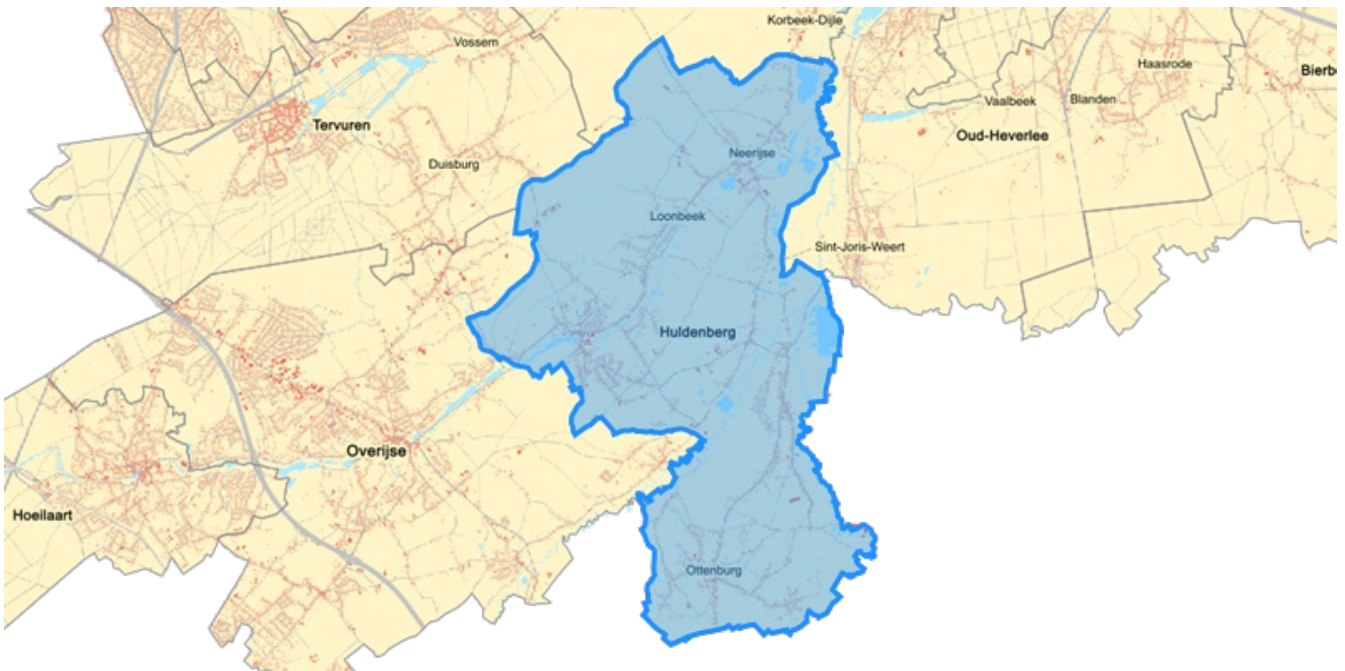 Korbeek-Dijle
Vossem
Haasrode
Bierb
Vaalbeek
Blanden
Tervuren
Oud-Heverlee
Neerijse
Duisburg
Loonbeek
Sint-Joris-Weert
Huldenberg
Overijse
Hoeilaart
Ottenburg